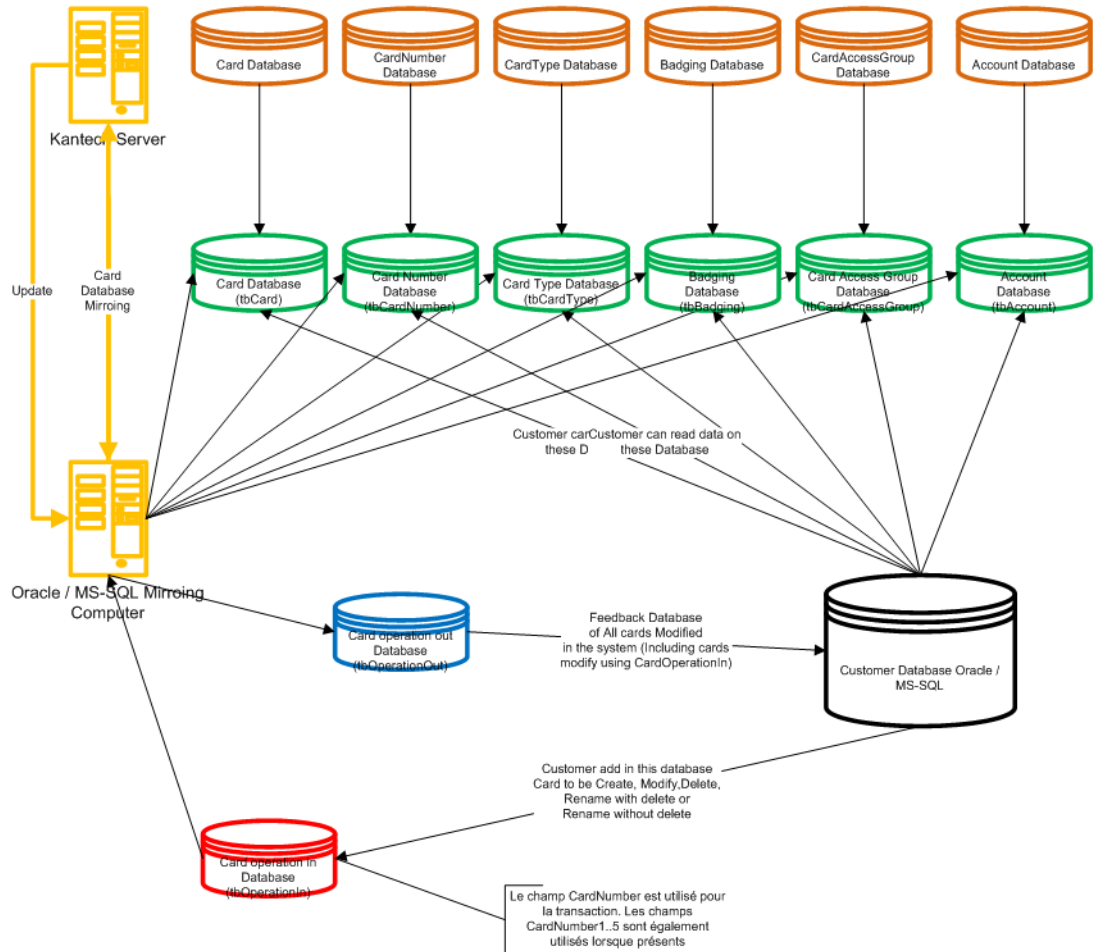 Card Database
CardNumber
Database
CardType Database
Badging Database
CardAccessGroup
Database
Account Database
Kantech Server
Update
Card
Database
Mirroing
Card Database
(tbCard)
Card Number
Database
(tbCardNumber)
Card Type Database
(tbCardType)
Badging
Database
(tbBadging)
Card Access Group
Database
(tbCardAccessGroup)
Account
Database
(tbAccount)
Customer car
these D
Customer can read data on
these Database
Oracle / MS-SQL Mirroing
Computer
Card operation out
Database
(tbOperationOut)
Feedback Database
of All cards Modified
in the system (Including cards
modify using CardOperationIn)
Customer Database Oracle /
MS-SQL
Customer add in this database
Card to be Create, Modify,Delete,
Rename with delete or
Rename without delete
Card operation in
Database
(tbOperationIn)
Le champ CardNumber est utilisé pour
la transaction. Les champs
CardNumber1..5 sont également
utilisés lorsque présents